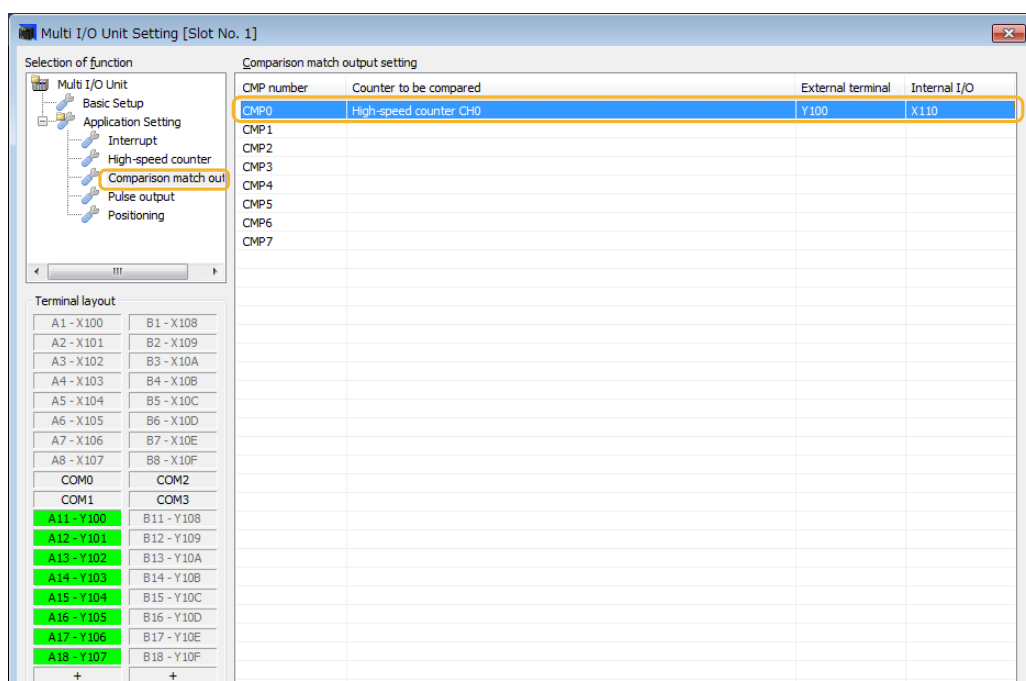 Multi I/O Unit Setting [Slot No. 1]
Selection of function
Multi I/O Unit
Basic Setup
Application Setting
Interrupt
High-speed counter
Comparison match out
Pulse output
Positioning
Terminal layout
A1 - X100 B1 - X108
A2 - X101 B2 - X109
A3 - X102 B3 - X10A
A4 - X103 B4 - X10B
A5 - X104 B5 - X10C
A6 - X105 B6 - X10D
A7 - X106 B7 - X10E
A8 - X107 B8 - X10F
COM0 COM2
COM1 COM3
A11 - Y100 B11 - Y108
A12 - Y101 B12 - Y109
A13 - Y102 B13 - Y10A
A14 - Y103 B14 - Y10B
A15 - Y104 B15 - Y10C
A16 - Y105 B16 - Y10D
A17 - Y106 B17 - Y10E
A18 - Y107 B18 - Y10F
+ +
Comparison match output setting
CMP number Counter to be compared External terminal Internal I/O
CMP0 High-speed counter CH0 Y100 X110
CMP1
CMP2
CMP3
CMP4
CMP5
CMP6
CMP7